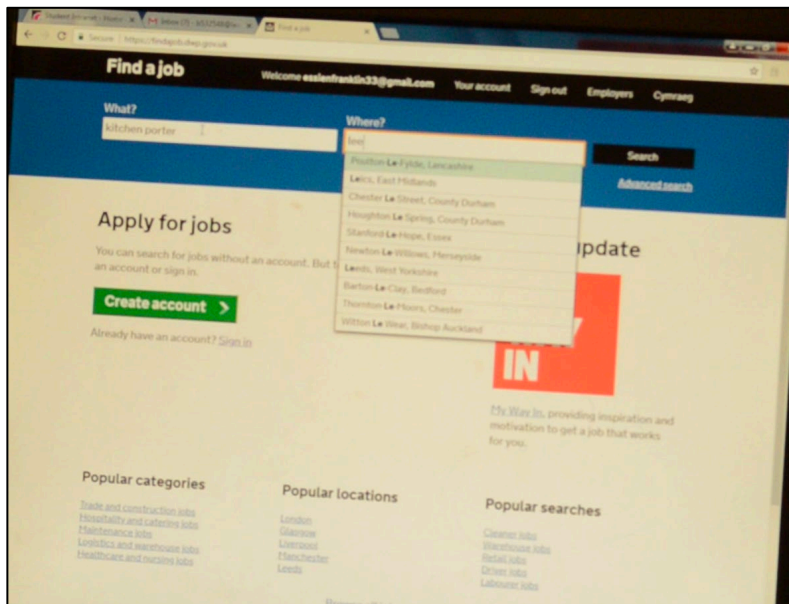 Student Intranet - Hom
Find a job
Secure
https://findajob.dwp.gov.uk
Find a job
Welcome essienfranklin33@gmail.com
Your account
Sign out
Employers
Cymraeg
What?
Where?
kitchen porter
Search
Advanced search
Poulton-Le-Fylde, Lancashire
Leics, East Midlands
Chester Le Street, County Durham
Houghton Le Spring, County Durham
Stanford-Le-Hope, Essex
Newton-Le-Willows, Merseyside
Leeds, West Yorkshire
Barton-Le-Clay, Bedford
Thornton-Le-Moors, Chester
Witton Le Wear, Bishop Auckland
Apply for jobs
You can search for jobs without an account. But
an account or sign in.
Create account
Already have an account? Sign in
update
IN
My Way In, providing inspiration and
motivation to get a job that works
for you.
Popular categories
Trade and construction jobs
Hospitality and catering jobs
Maintenance jobs
Logistics and warehouse jobs
Healthcare and nursing jobs
Popular locations
London
Glasgow
Liverpool
Manchester
Leeds
Popular searches
Cleaner jobs
Warehouse jobs
Retail jobs
Driver jobs
Labourer jobs